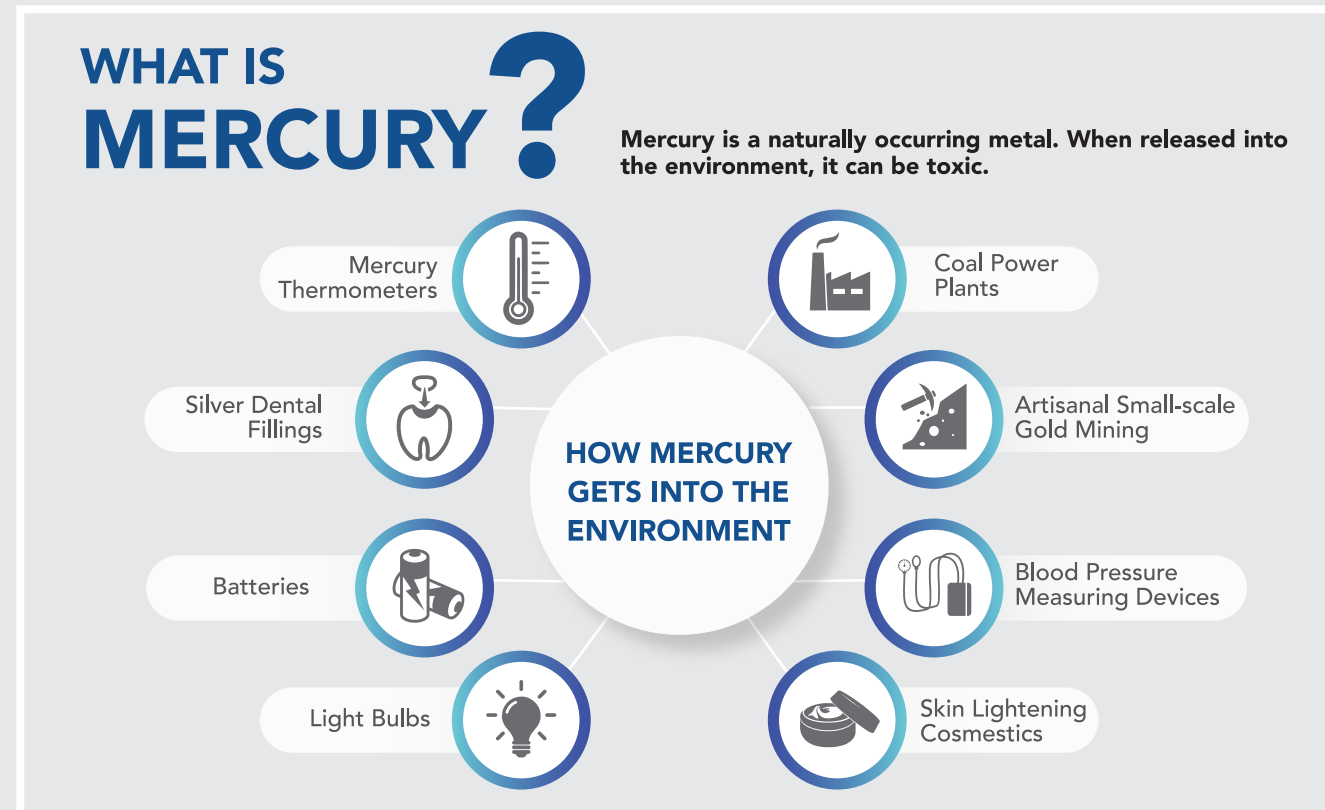 WHAT IS
MERCURY?
Mercury is a naturally occurring metal. When released into
the environment, it can be toxic.
Mercury
Thermometers
Coal Power
Plants
Silver Dental
Fillings
Artisanal Small-scale
Gold Mining
HOW MERCURY
GETS INTO THE
ENVIRONMENT
Batteries
Blood Pressure
Measuring Devices
Light Bulbs
Skin Lightening
Cosmestics